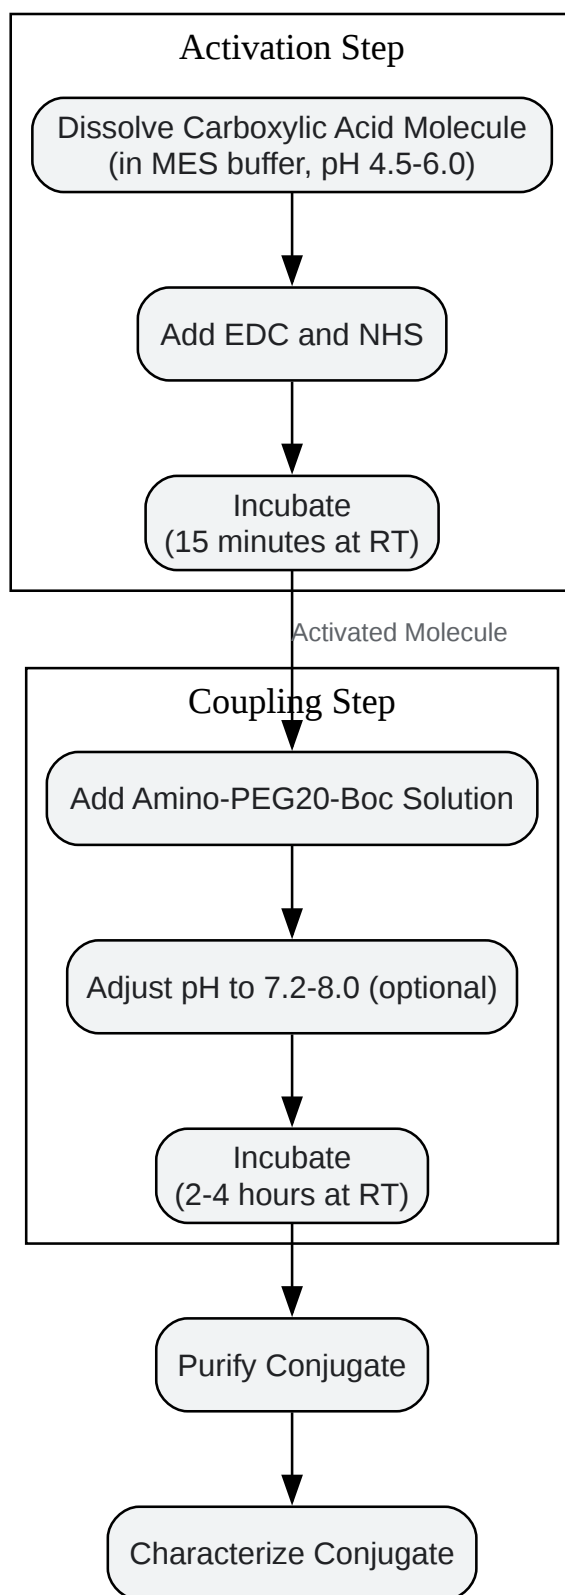 Activation Step
Dissolve Carboxylic Acid Molecule
(in MES buffer, pH 4.5-6.0)
Add EDC and NHS
Incubate
(15 minutes at RT)
Activated Molecule
Coupling Step
Add Amino-PEG20-Boc Solution
Adjust pH to 7.2-8.0 (optional)
Incubate
(2-4 hours at RT)
Purify Conjugate
Characterize Conjugate